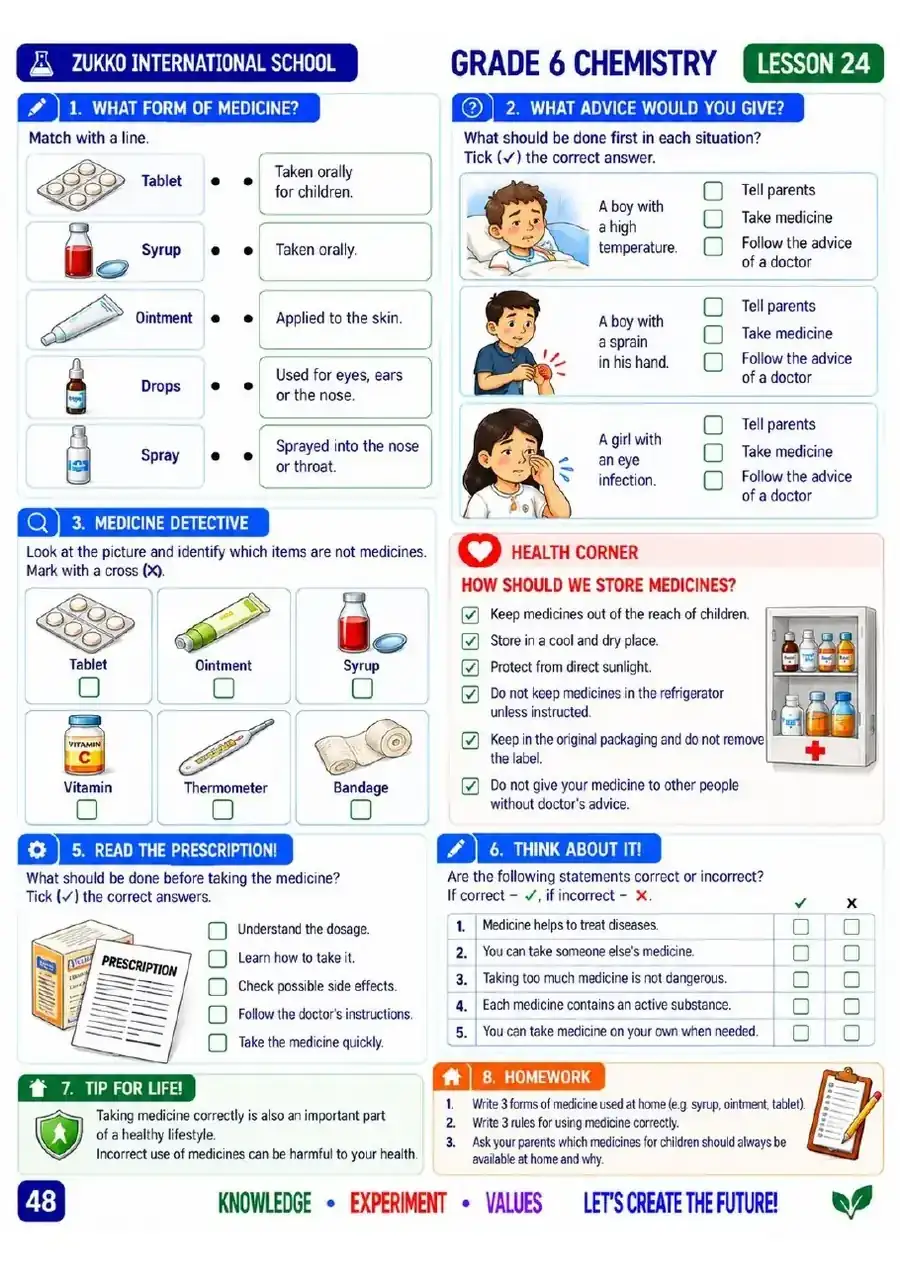 ZUKKO INTERNATIONAL SCHOOL
GRADE 6 CHEMISTRY
LESSON 24
1. WHAT FORM OF MEDICINE?
Match with a line.
Tablet
Taken orally
for children.
Syrup
Taken orally.
Ointment
Applied to the skin.
Drops
Used for eyes, ears
or the nose.
Spray
Sprayed into the nose
or throat.
2. WHAT ADVICE WOULD YOU GIVE?
What should be done first in each situation?
Tick (✓) the correct answer.
A boy with
a high
temperature.
Tell parents
Take medicine
Follow the advice
of a doctor
A boy with
a sprain
in his hand.
Tell parents
Take medicine
Follow the advice
of a doctor
A girl with
an eye
infection.
Tell parents
Take medicine
Follow the advice
of a doctor
3. MEDICINE DETECTIVE
Look at the picture and identify which items are not medicines.
Mark with a cross (X).
Tablet
Ointment
Syrup
VITAMIN
C
Vitamin
Thermometer
Bandage
HEALTH CORNER
HOW SHOULD WE STORE MEDICINES?
Keep medicines out of the reach of children.
Store in a cool and dry place.
Protect from direct sunlight.
Do not keep medicines in the refrigerator
unless instructed.
Keep in the original packaging and do not remove
the label.
Do not give your medicine to other people
without doctor's advice.
5. READ THE PRESCRIPTION!
What should be done before taking the medicine?
Tick (✓) the correct answers.
PRESCRIPTION
Understand the dosage.
Learn how to take it.
Check possible side effects.
Follow the doctor's instructions.
Take the medicine quickly.
6. THINK ABOUT IT!
Are the following statements correct or incorrect?
If correct – ✓, if incorrect – ✗.
✓ X
1. Medicine helps to treat diseases.
2. You can take someone else's medicine.
3. Taking too much medicine is not dangerous.
4. Each medicine contains an active substance.
5. You can take medicine on your own when needed.
7. TIP FOR LIFE!
Taking medicine correctly is also an important part
of a healthy lifestyle.
Incorrect use of medicines can be harmful to your health.
8. HOMEWORK
1. Write 3 forms of medicine used at home (e.g. syrup, ointment, tablet).
2. Write 3 rules for using medicine correctly.
3. Ask your parents which medicines for children should always be
available at home and why.
48
KNOWLEDGE • EXPERIMENT • VALUES
LET'S CREATE THE FUTURE!